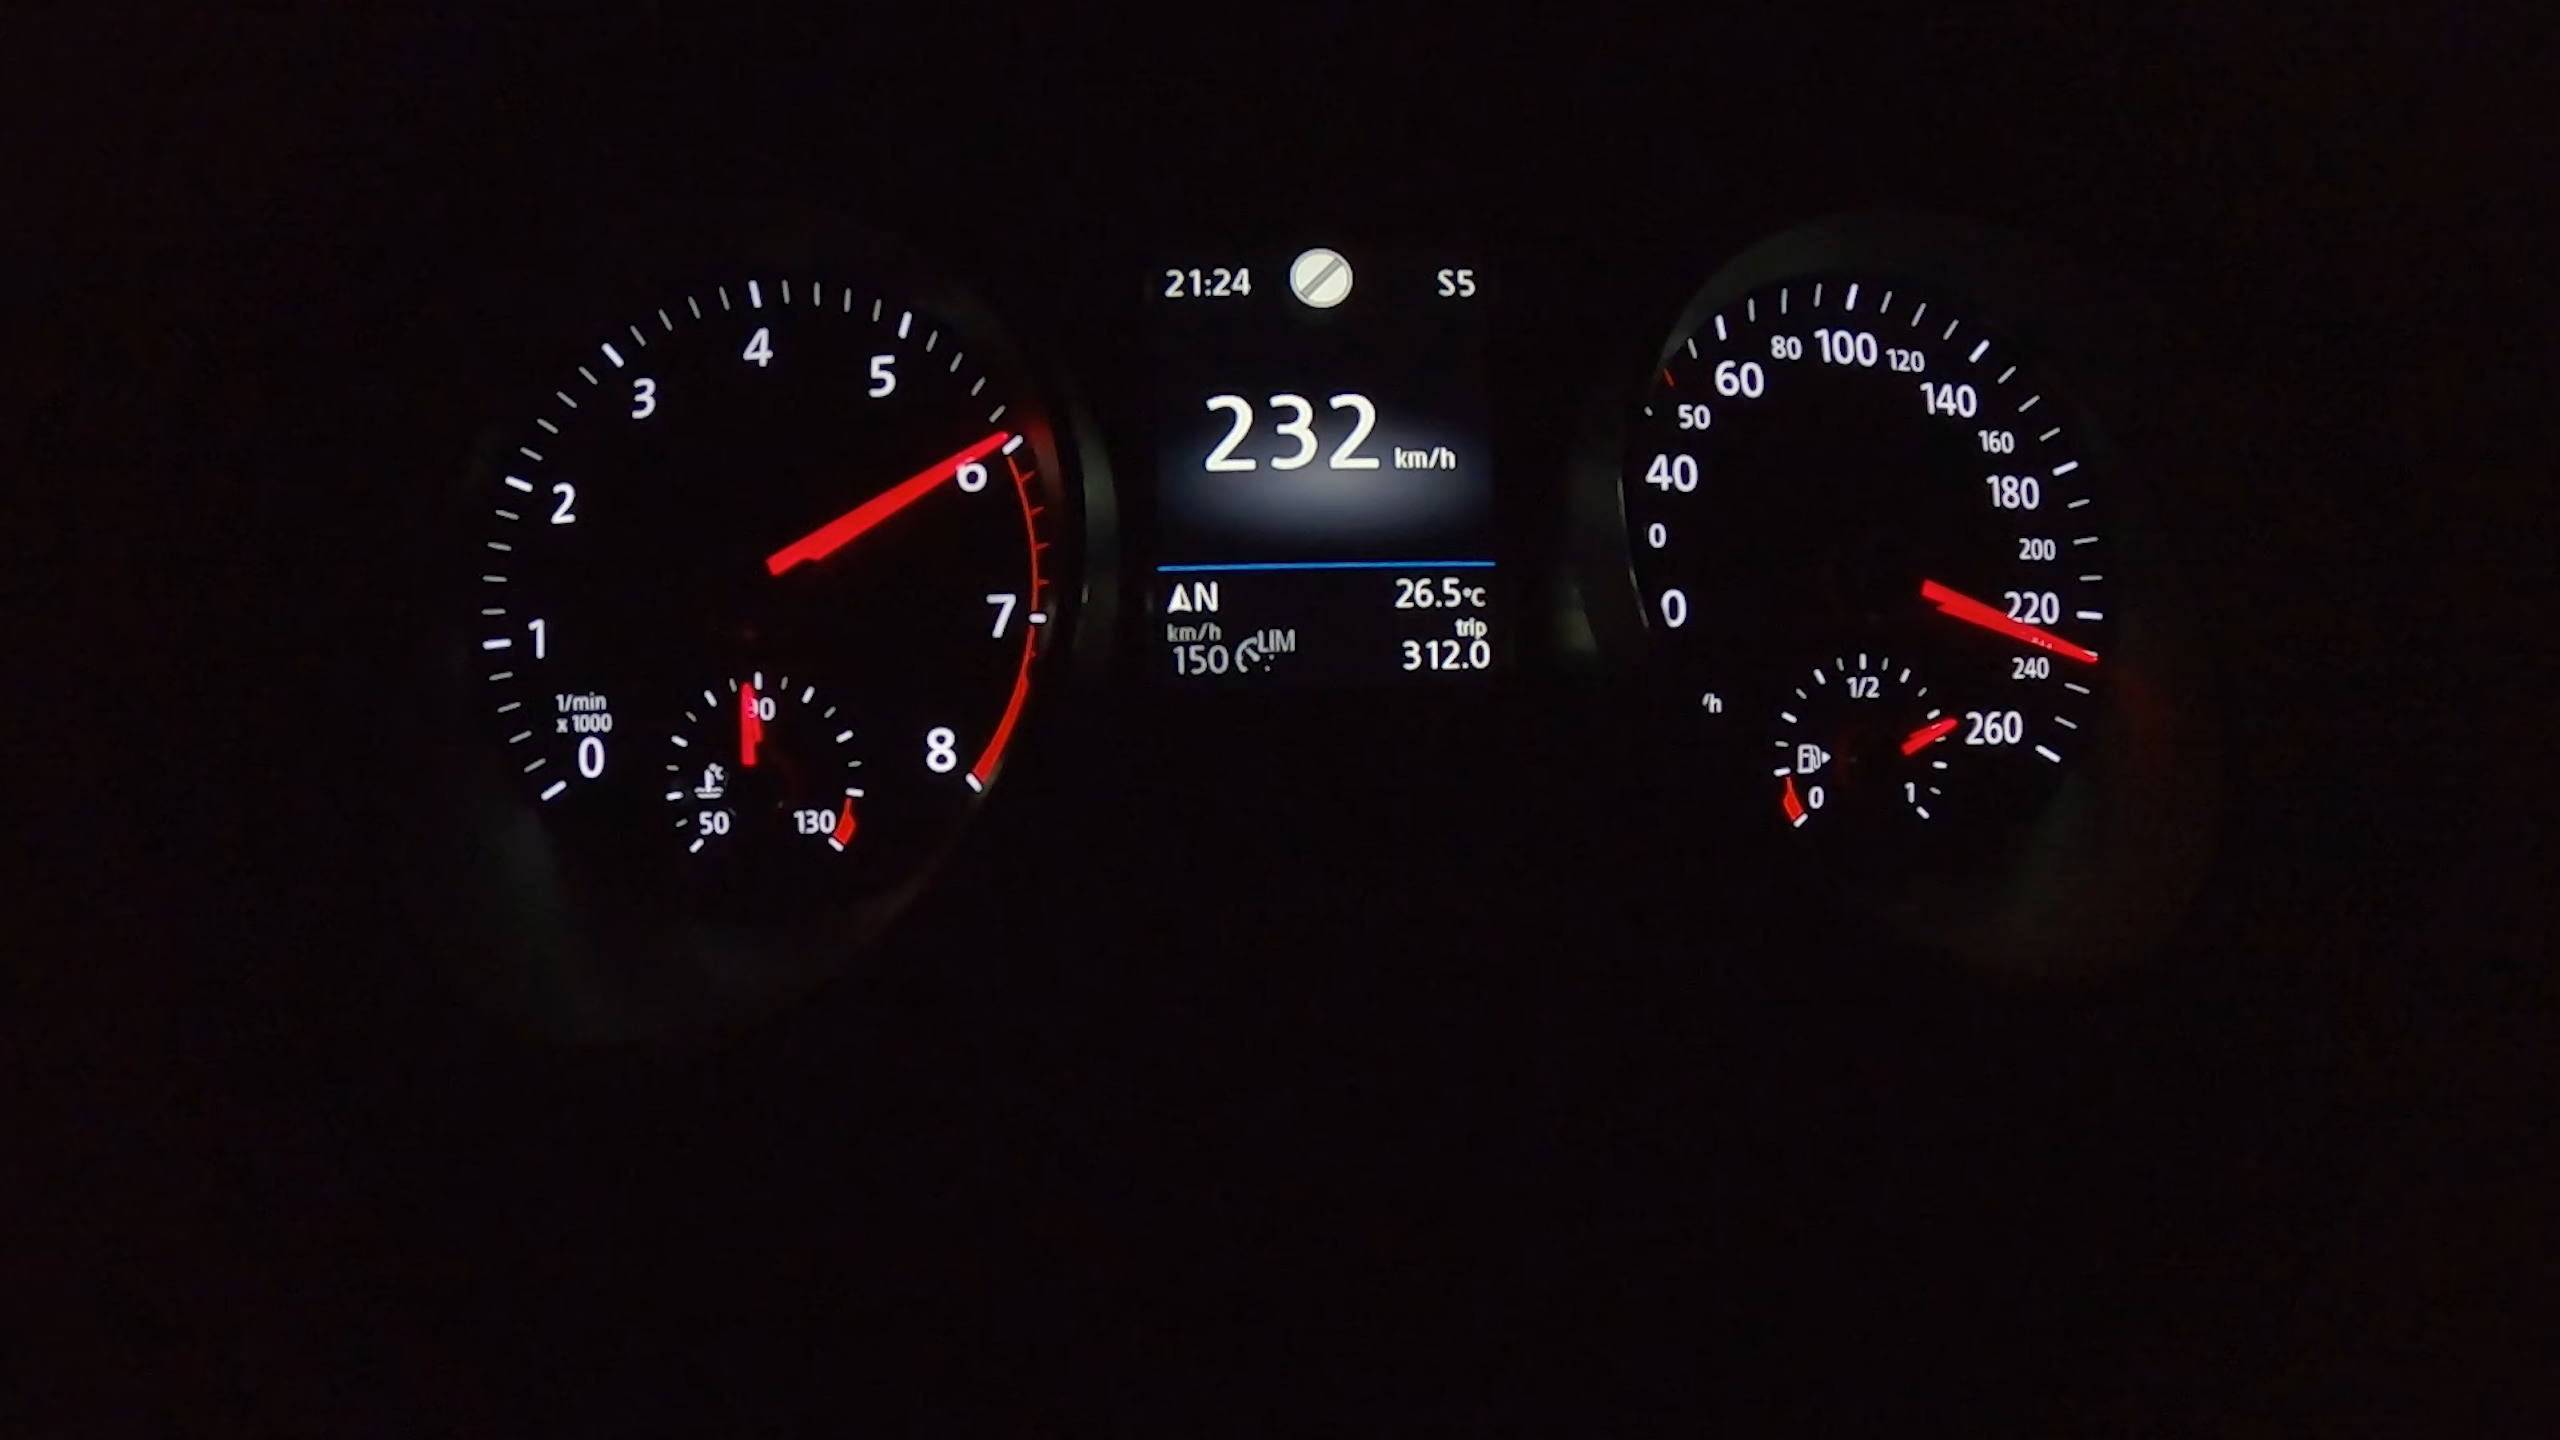 21:24 S5
232 km/h
AN 26.5°C
km/h trip
150 LIM 312.0
0 1 2 3 4 5 6 7 8
1/min
x 1000
50 130
0 0 40 50 60 80 100 120 140 160 180 200 220 240 260
/h
0 1/2 1